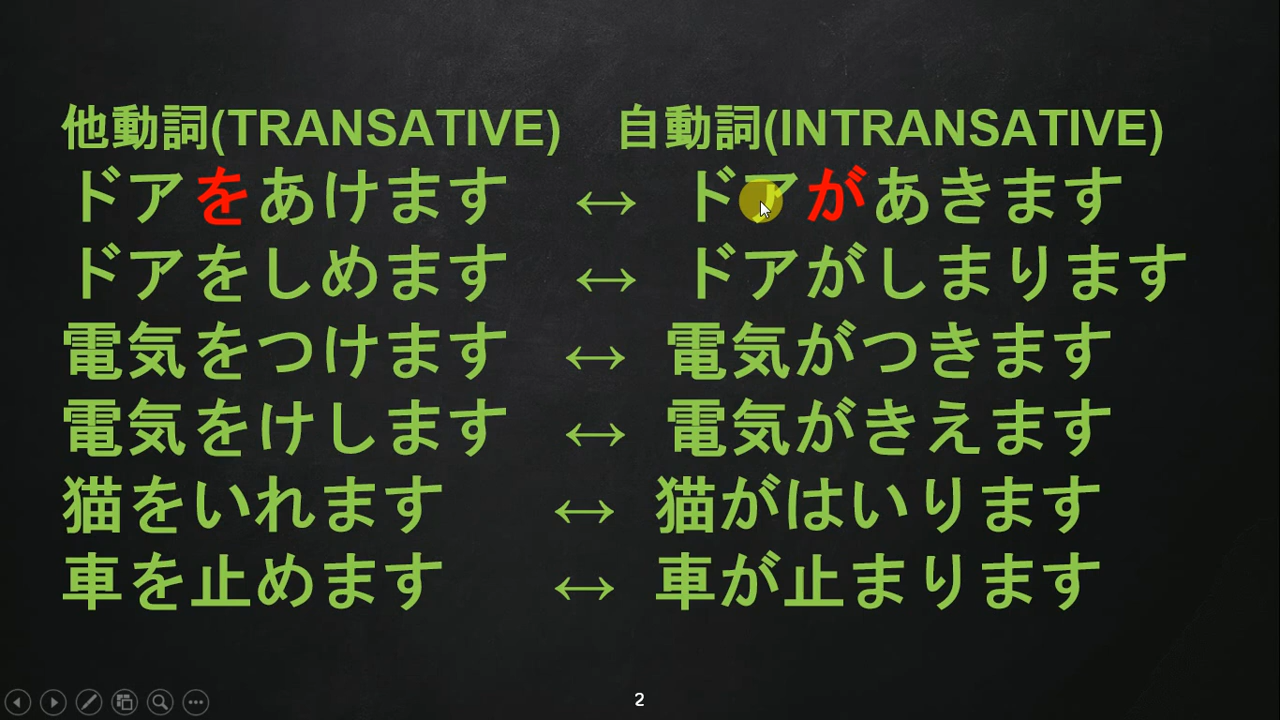 他動詞(TRANSATIVE) 自動詞(INTRANSATIVE)
ドアをあけます ↔ ドアがあきます
ドアをしめます ↔ ドアがしまります
電気をつけます ↔ 電気がつきます
電気をけします ↔ 電気がきえます
猫をいれます ↔ 猫がはいります
車を止めます ↔ 車が止まります
2